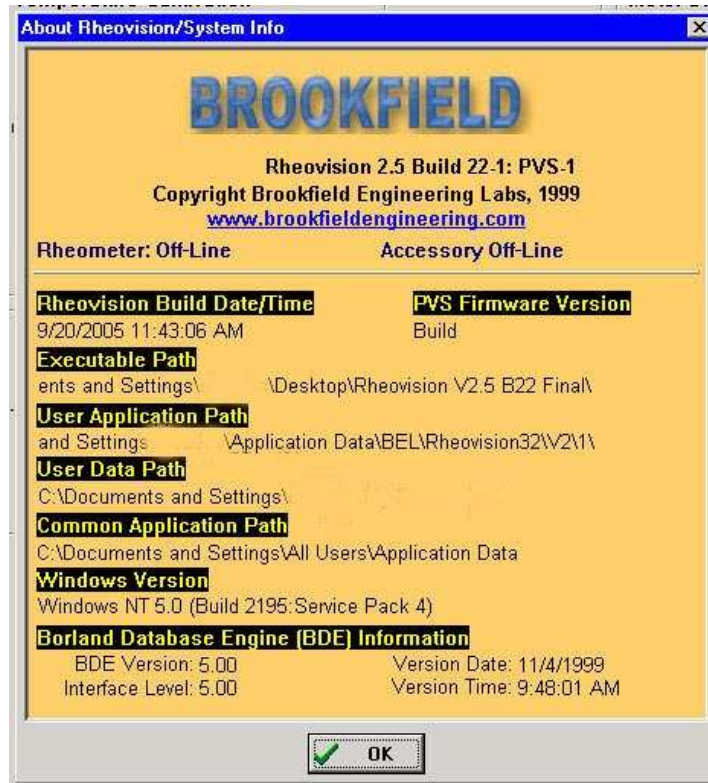 About Rheovision/System Info
BROOKFIELD
Rheovision 2.5 Build 22-1: PVS-1
Copyright Brookfield Engineering Labs, 1999
www.brookfieldengineering.com
Rheometer: Off-Line Accessory Off-Line
Rheovision Build Date/Time PVS Firmware Version
9/20/2005 11:43:06 AM Build
Executable Path
ents and Settings\ \Desktop\Rheovision V2.5 B22 Final\
User Application Path
and Settings \Application Data\BEL\Rheovision32\V2\1\
User Data Path
C:\Documents and Settings\
Common Application Path
C:\Documents and Settings\All Users\Application Data
Windows Version
Windows NT 5.0 (Build 2195:Service Pack 4)
Borland Database Engine (BDE) Information
BDE Version: 5.00 Version Date: 11/4/1999
Interface Level: 5.00 Version Time: 9:48:01 AM
OK